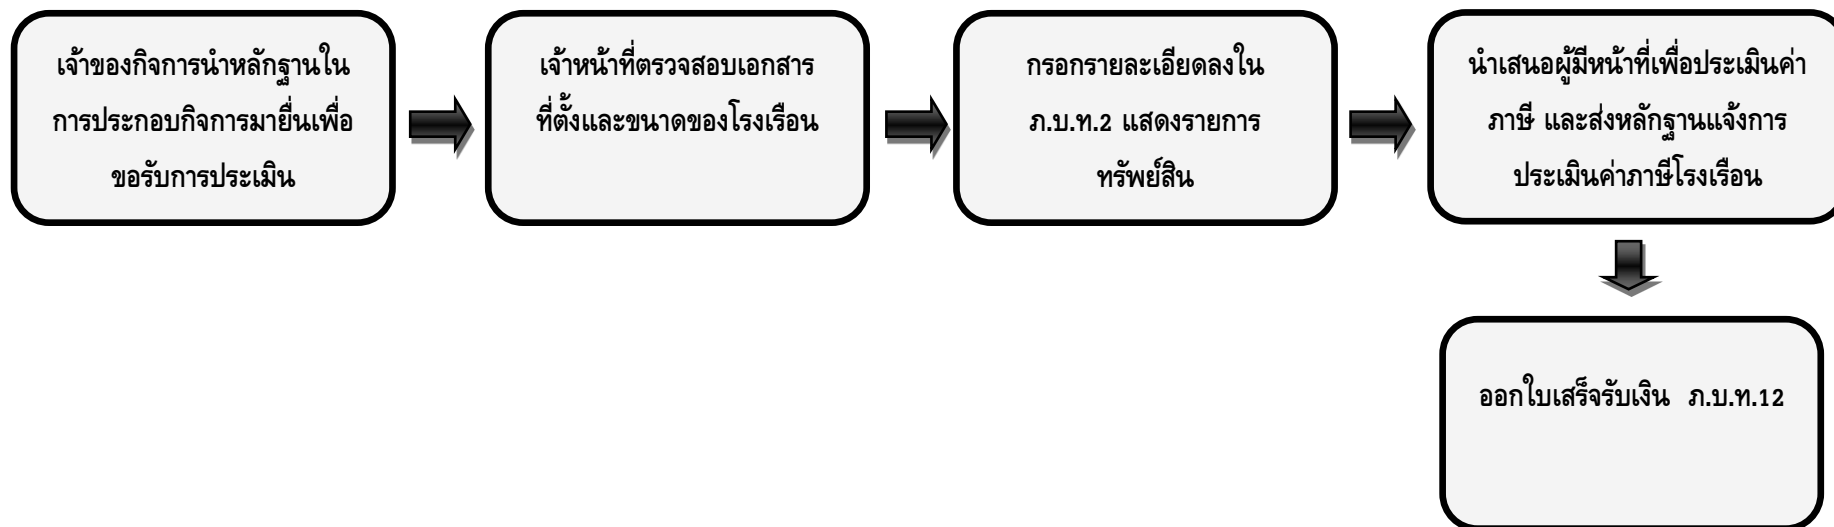 เจ้าของกิจการนำหลักฐานใน
การประกอบกิจการมายื่นเพื่อ
ขอรับการประเมิน
เจ้าหน้าที่ตรวจสอบเอกสาร
ที่ตั้งและขนาดของโรงเรือน
กรอกรายละเอียดลงใน
ภ.บ.ท.2 แสดงรายการ
ทรัพย์สิน
นำเสนอผู้มีหน้าที่เพื่อประเมินค่า
ภาษี และส่งหลักฐานแจ้งการ
ประเมินค่าภาษีโรงเรือน
ออกใบเสร็จรับเงิน ภ.บ.ท.12